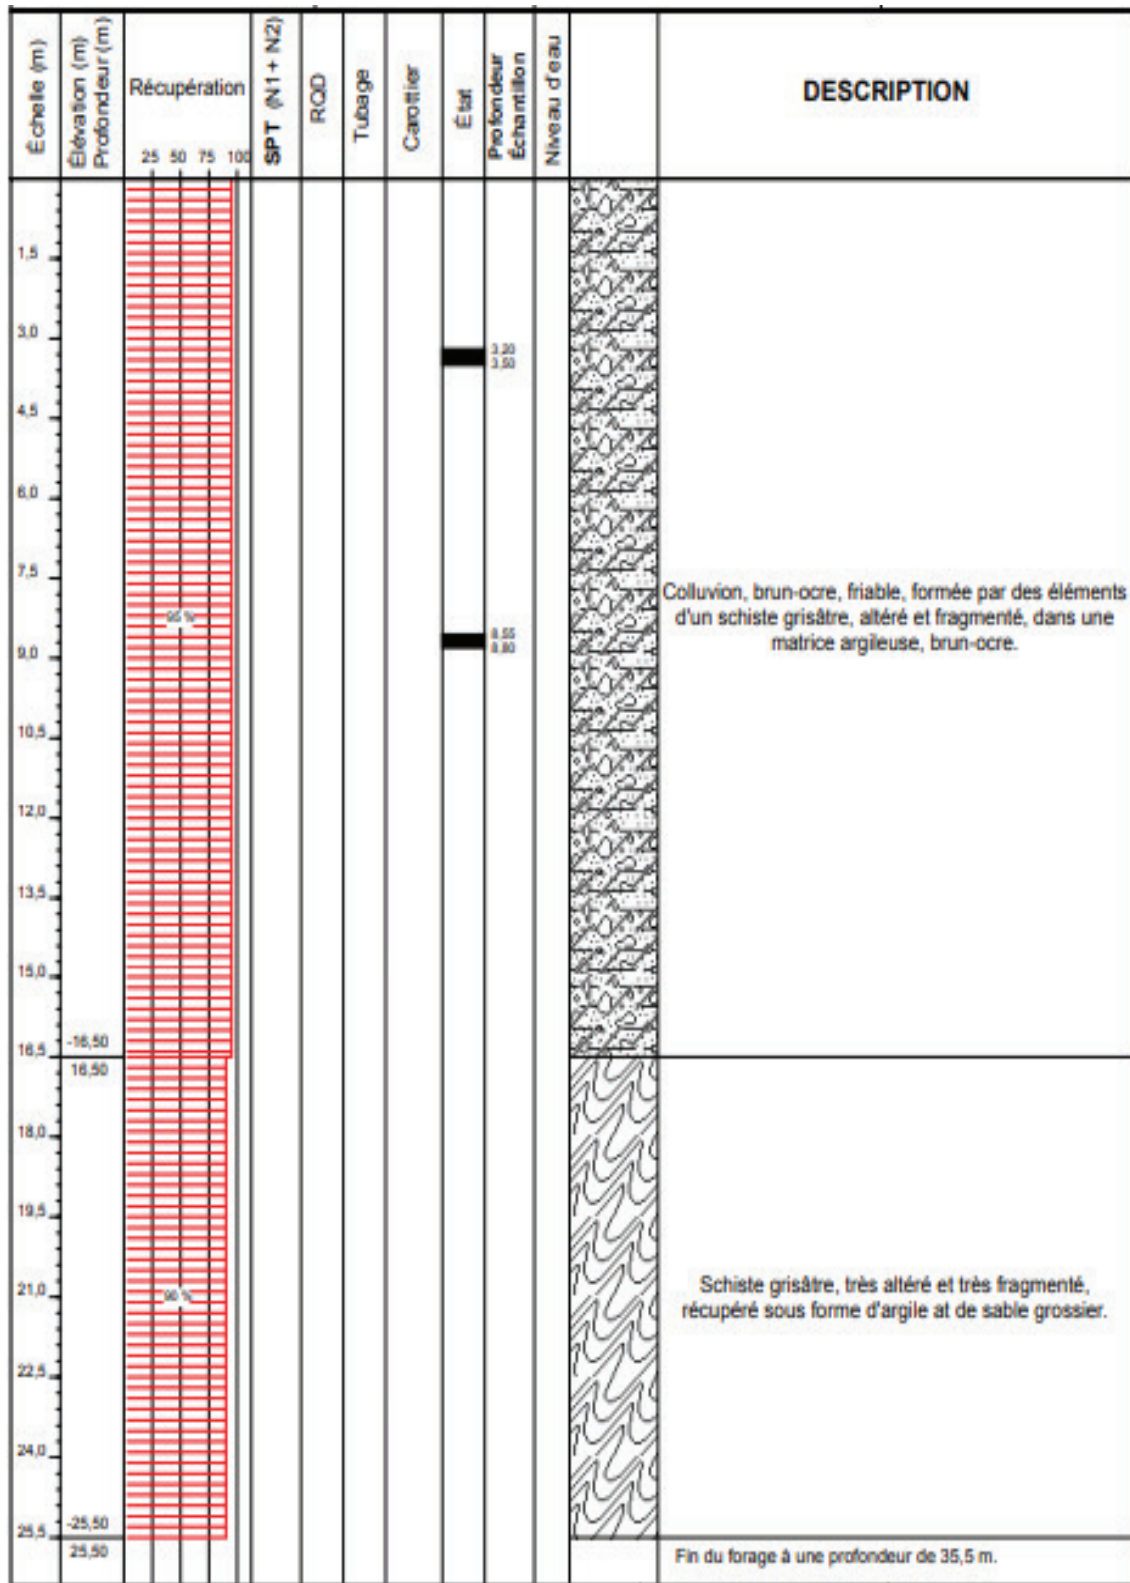 Échelle (m)
Élévation (m)
Profondeur (m)
Récupération
25 50 75 100
SPT (N1 + N2)
RQD
Tubage
Carottier
État
Profondeur
Échantillon
Niveau d'eau
DESCRIPTION
1,5
3,0
3,20
3,50
4,5
6,0
7,5
Colluvion, brun-ocre, friable, formée par des éléments
d'un schiste grisâtre, altéré et fragmenté, dans une
matrice argileuse, brun-ocre.
95 %
8,55
8,80
9,0
10,5
12,0
13,5
15,0
-16,50
16,5
16,50
18,0
19,5
21,0
90 %
Schiste grisâtre, très altéré et très fragmenté,
récupéré sous forme d'argile at de sable grossier.
22,5
24,0
-25,50
25,5
25,50
Fin du forage à une profondeur de 35,5 m.